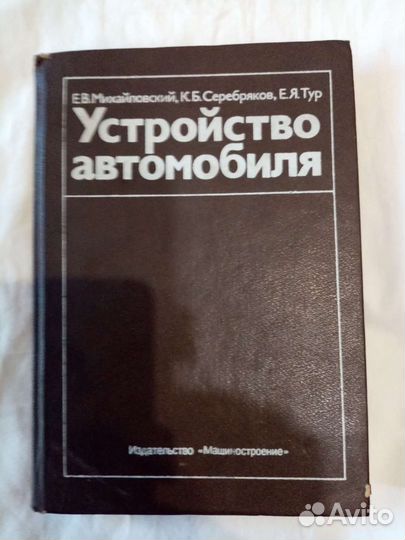 Е.В.Михайловский, К.Б.Серебряков, Е.Я.Тур
Устройство
автомобиля
Издательство «Машиностроение»
Avito